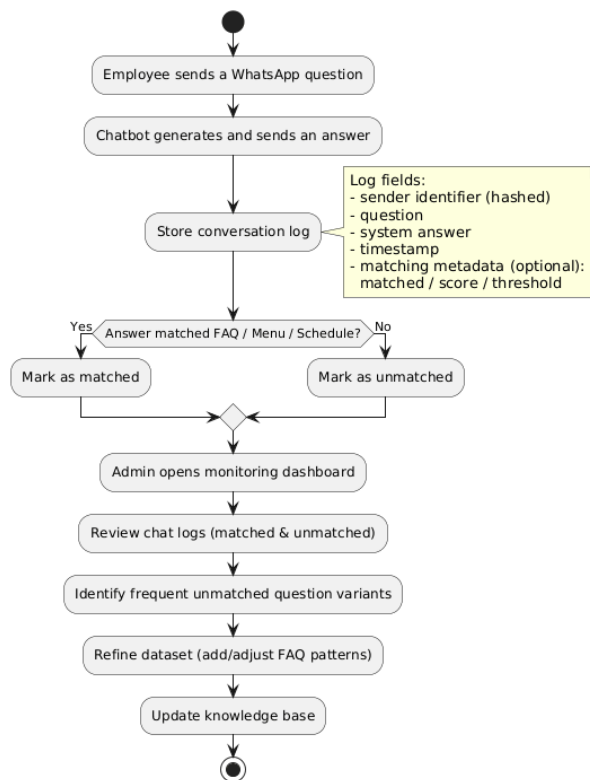 Employee sends a WhatsApp question
Chatbot generates and sends an answer
Store conversation log
Log fields:
- sender identifier (hashed)
- question
- system answer
- timestamp
- matching metadata (optional):
matched / score / threshold
Yes
Answer matched FAQ / Menu / Schedule?
No
Mark as matched
Mark as unmatched
Admin opens monitoring dashboard
Review chat logs (matched & unmatched)
Identify frequent unmatched question variants
Refine dataset (add/adjust FAQ patterns)
Update knowledge base